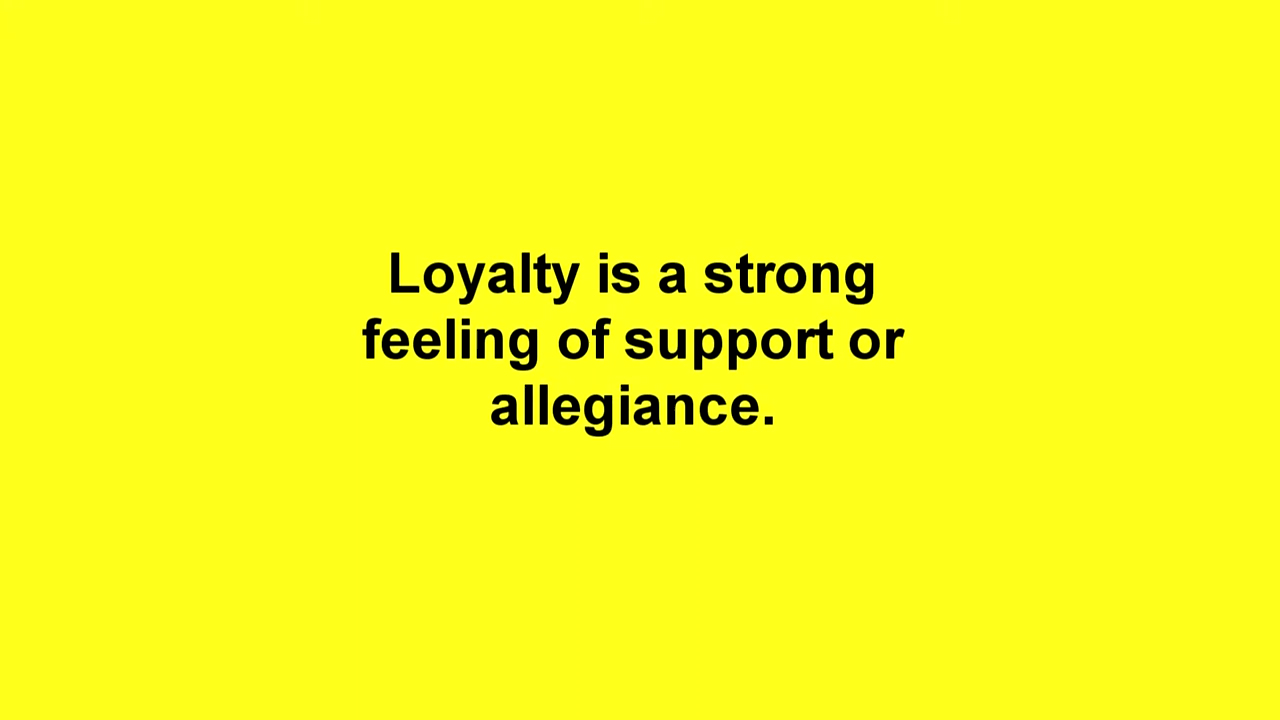 Loyalty is a strong
feeling of support or
allegiance.